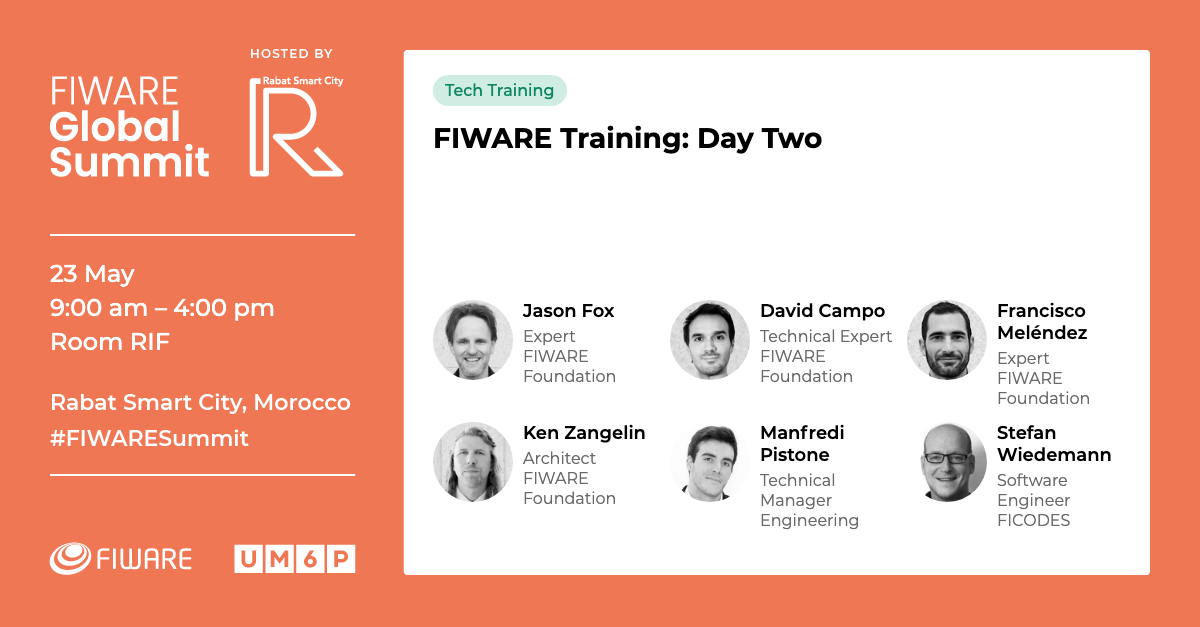 HOSTED BY
FIWARE
Global
Summit
Rabat Smart City
R
23 May
9:00 am – 4:00 pm
Room RIF
Rabat Smart City, Morocco
#FIWARESummit
FIWARE
UM6P
Tech Training
FIWARE Training: Day Two
Jason Fox
Expert
FIWARE
Foundation
David Campo
Technical Expert
FIWARE
Foundation
Francisco
Meléndez
Expert
FIWARE
Foundation
Ken Zangelin
Architect
FIWARE
Foundation
Manfredi
Pistone
Technical
Manager
Engineering
Stefan
Wiedemann
Software
Engineer
FICODES